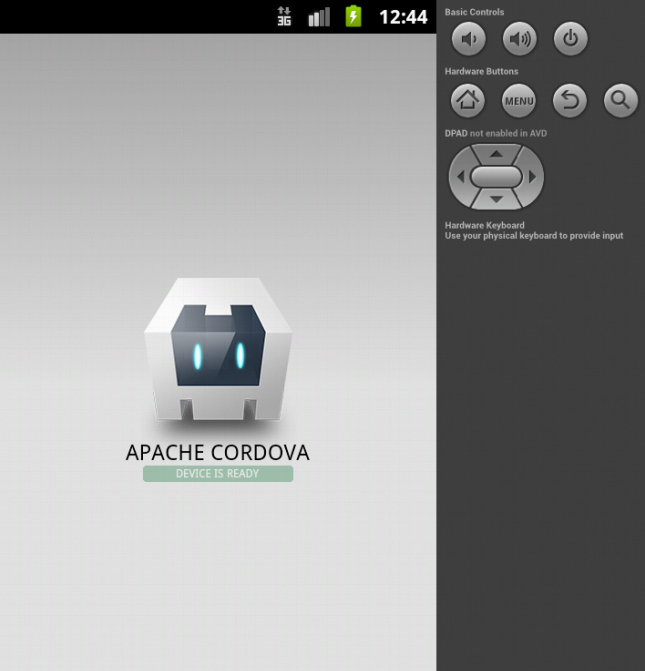 3G
12:44
APACHE CORDOVA
DEVICE IS READY
Basic Controls
Hardware Buttons
MENU
DPAD not enabled in AVD
Hardware Keyboard
Use your physical keyboard to provide input